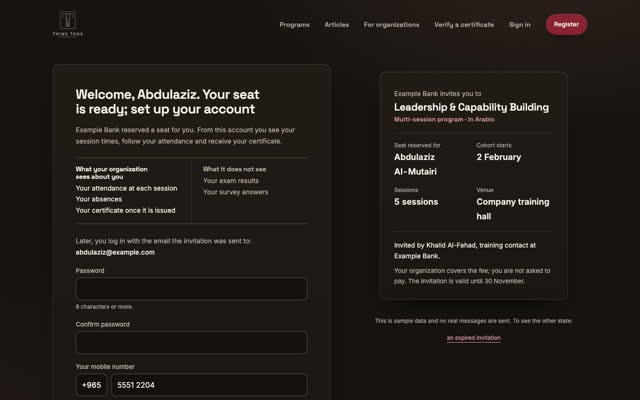 THINK TANK
Programs
Articles
For organizations
Verify a certificate
Sign in
Register
Welcome, Abdulaziz. Your seat
is ready; set up your account
Example Bank reserved a seat for you. From this account you see your
session times, follow your attendance and receive your certificate.
What your organization
sees about you
Your attendance at each session
Your absences
Your certificate once it is issued
What it does not see
Your exam results
Your survey answers
Later, you log in with the email the invitation was sent to:
abdulaziz@example.com
Password
8 characters or more.
Confirm password
Your mobile number
+965
5551 2204
Example Bank invites you to
Leadership & Capability Building
Multi-session program · In Arabic
Seat reserved for
Abdulaziz
Al-Mutairi
Cohort starts
2 February
Sessions
5 sessions
Venue
Company training
hall
Invited by Khalid Al-Fahad, training contact at
Example Bank.
Your organization covers the fee; you are not asked to
pay. The invitation is valid until 30 November.
This is sample data and no real messages are sent. To see the other state:
an expired invitation